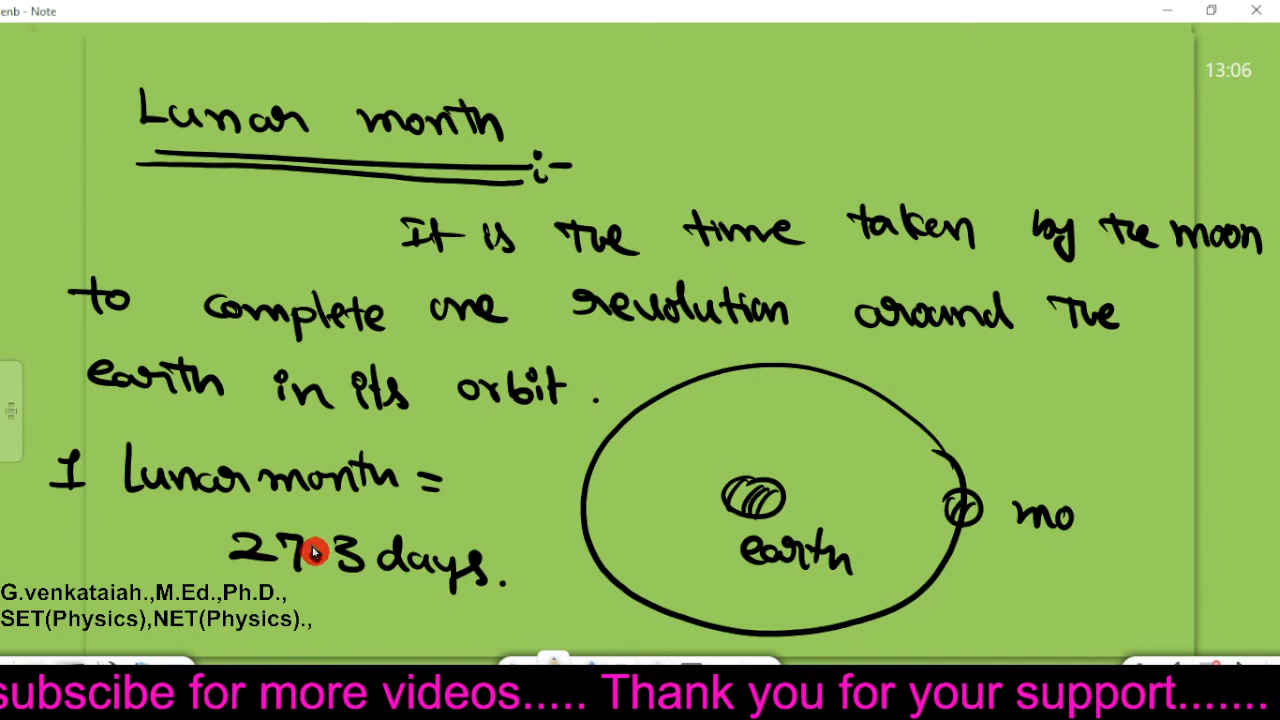 enb - Note
13:06
Lunar month :-
It is the time taken by the moon
to complete one revolution around the
earth in its orbit.
1 Lunar month =
27.3 days.
earth
mo
G.venkataiah.,M.Ed.,Ph.D.,
SET(Physics),NET(Physics).,
subscibe for more videos..... Thank you for your support.......